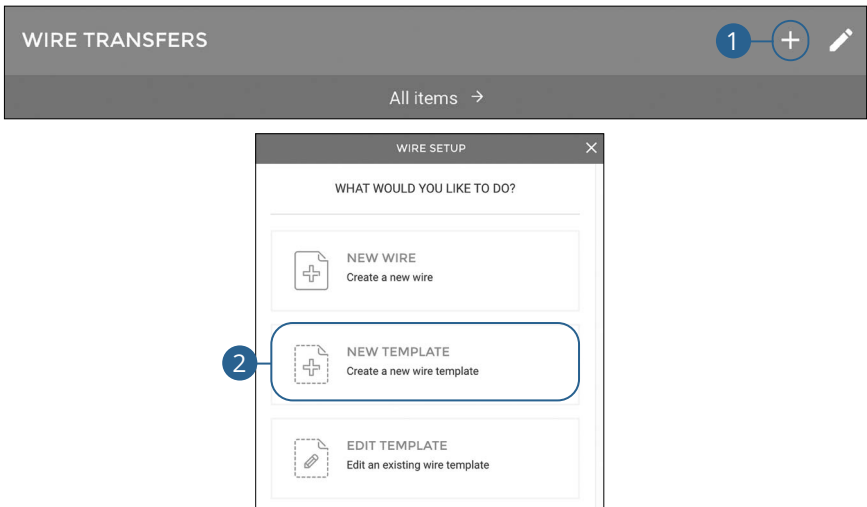 WIRE TRANSFERS
1
All items →
WIRE SETUP
WHAT WOULD YOU LIKE TO DO?
NEW WIRE
Create a new wire
2
NEW TEMPLATE
Create a new wire template
EDIT TEMPLATE
Edit an existing wire template